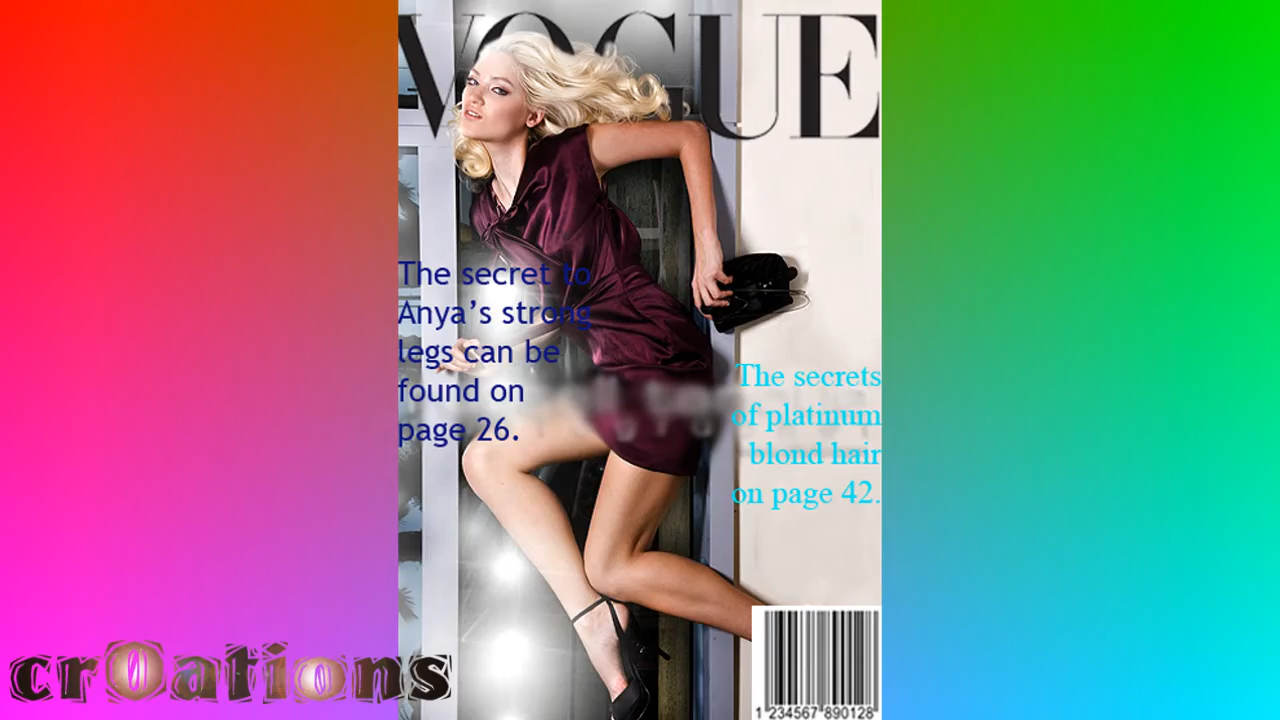 VOGUE
The secret to
Anya’s strong
legs can be
found on
page 26.
The secrets
of platinum
blond hair
on page 42.
1 234567 890128
cr0ations